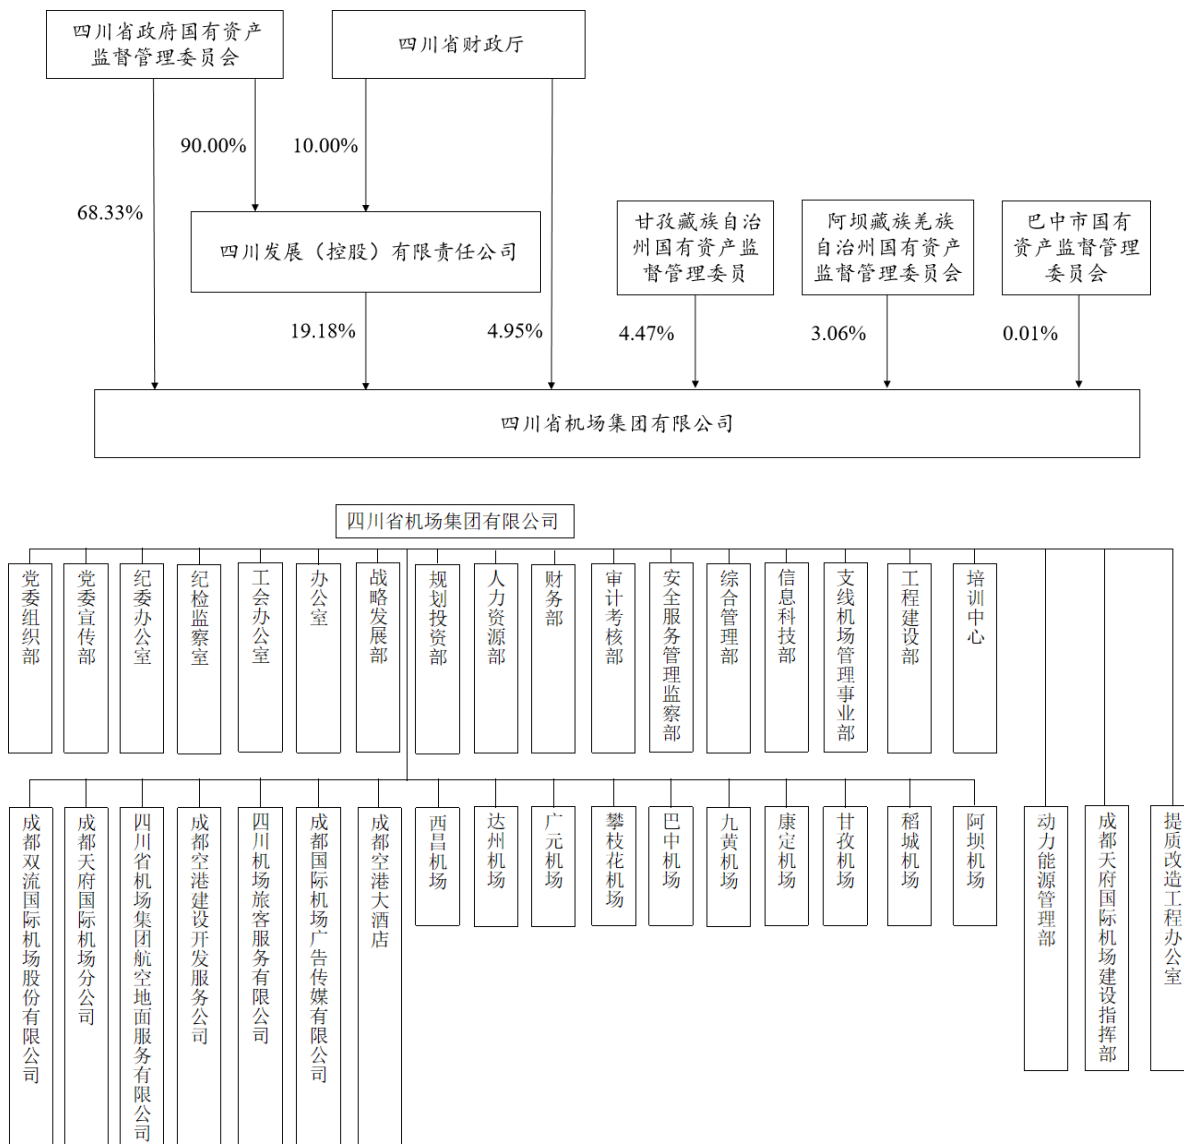 四川省政府国有资产
监督管理委员会
四川省财政厅
90.00%
10.00%
68.33%
四川发展（控股）有限责任公司
甘孜藏族自治
州国有资产监
督管理委员
阿坝藏族羌族
自治州国有资产
监督管理委员会
巴中市国有
资产监督管理
委员会
19.18%
4.95%
4.47%
3.06%
0.01%
四川省机场集团有限公司
四川省机场集团有限公司
党委组织部
党委宣传部
纪委办公室
纪检监察室
工会办公室
办公室
战略发展部
规划投资部
人力资源部
财务部
审计考核部
安全服务管理监察部
综合管理部
信息科技部
支线机场管理事业部
工程建设部
培训中心
成都双流国际机场股份有限公司
成都天府国际机场分公司
四川省机场集团航空地面服务有限公司
成都空港建设开发服务公司
四川机场旅客服务有限公司
成都国际机场广告传媒有限公司
成都空港大酒店
西昌机场
达州机场
广元机场
攀枝花机场
巴中机场
九黄机场
康定机场
甘孜机场
稻城机场
阿坝机场
动力能源管理部
成都天府国际机场建设指挥部
提质改造工程办公室